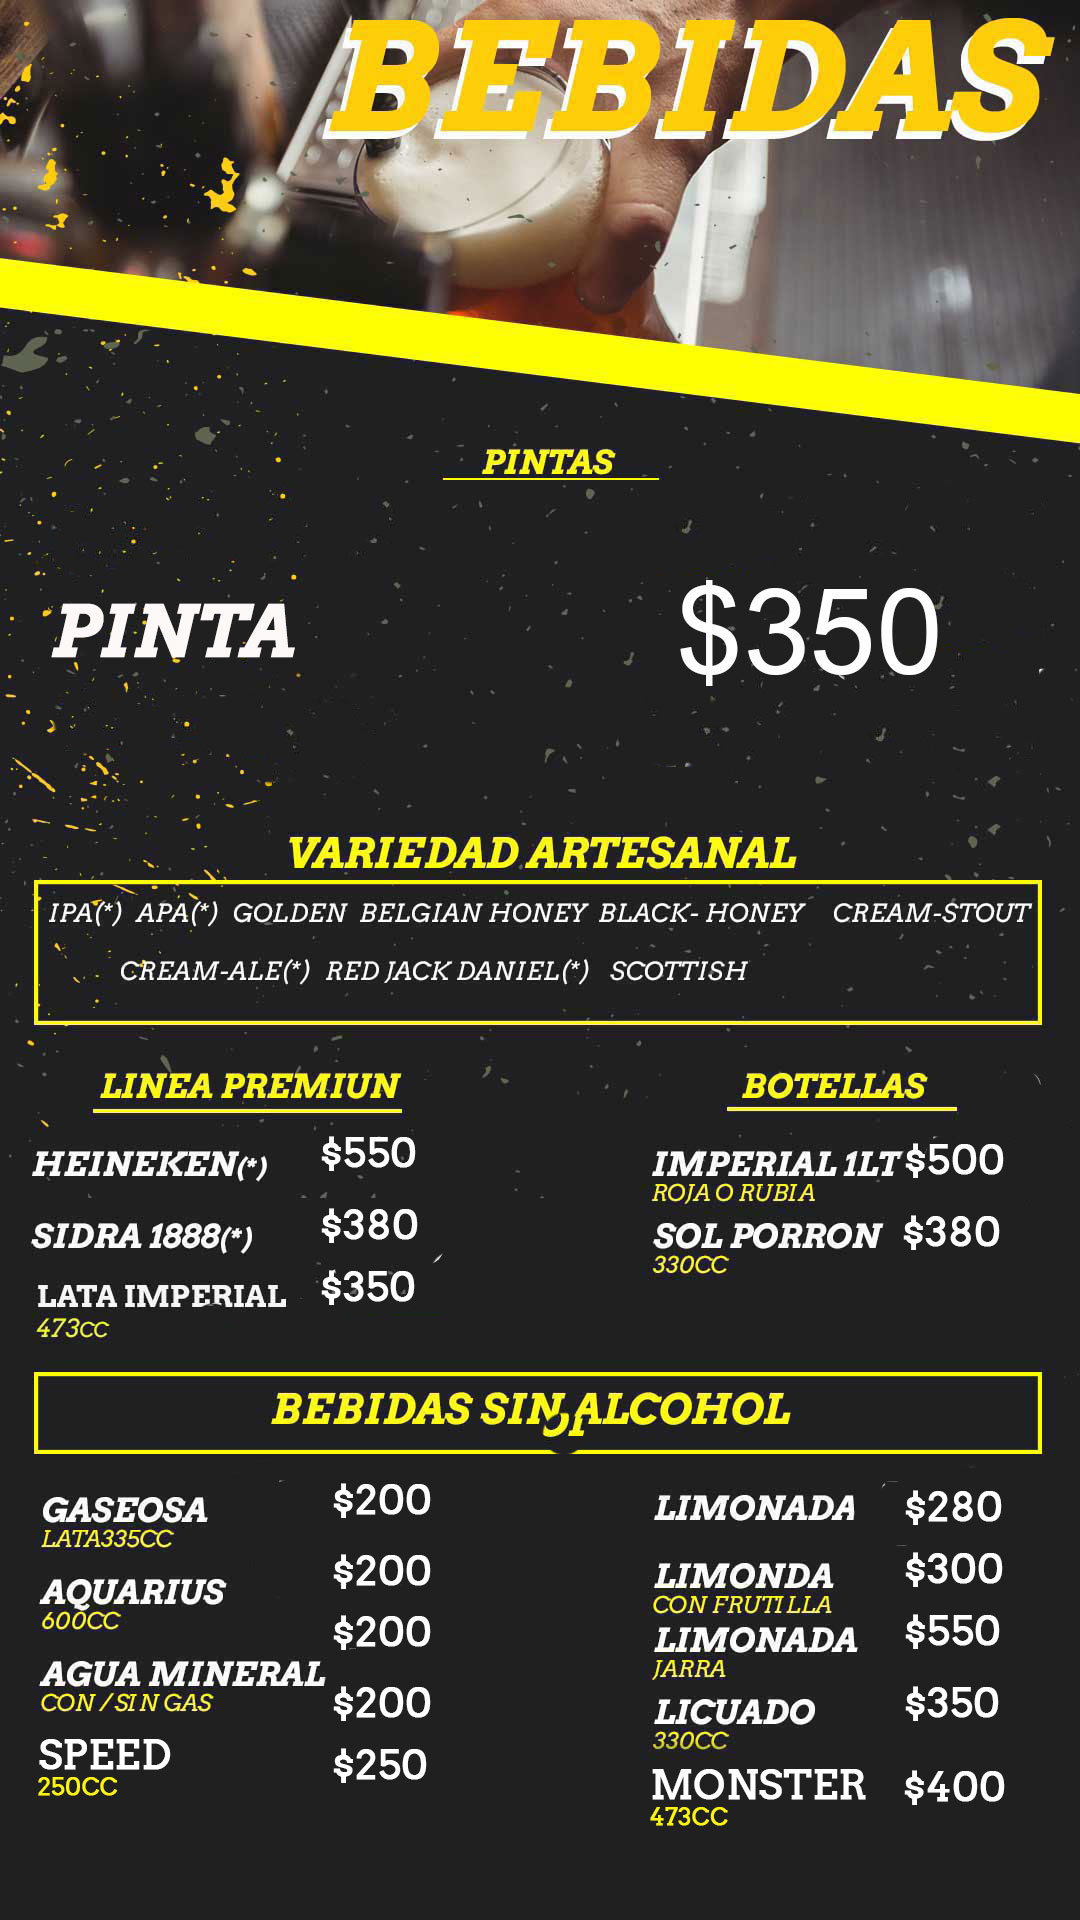 BEBIDAS
PINTAS
PINTA $350
VARIEDAD ARTESANAL
IPA(*) APA(*) GOLDEN BELGIAN HONEY BLACK- HONEY CREAM-STOUT
CREAM-ALE(*) RED JACK DANIEL(*) SCOTTISH
LINEA PREMIUN
HEINEKEN(*) $550
SIDRA 1888(*) $380
LATA IMPERIAL $350
473CC
BOTELLAS
IMPERIAL 1LT $500
ROJA O RUBIA
SOL PORRON $380
330CC
BEBIDAS SIN ALCOHOL
GASEOSA $200
LATA335CC
$200
AQUARIUS
600CC
$200
AGUA MINERAL
CON / SIN GAS
$200
SPEED $250
250CC
LIMONADA $280
LIMONDA $300
CON FRUTILLA
LIMONADA $550
JARRA
LICUADO $350
330CC
MONSTER $400
473CC